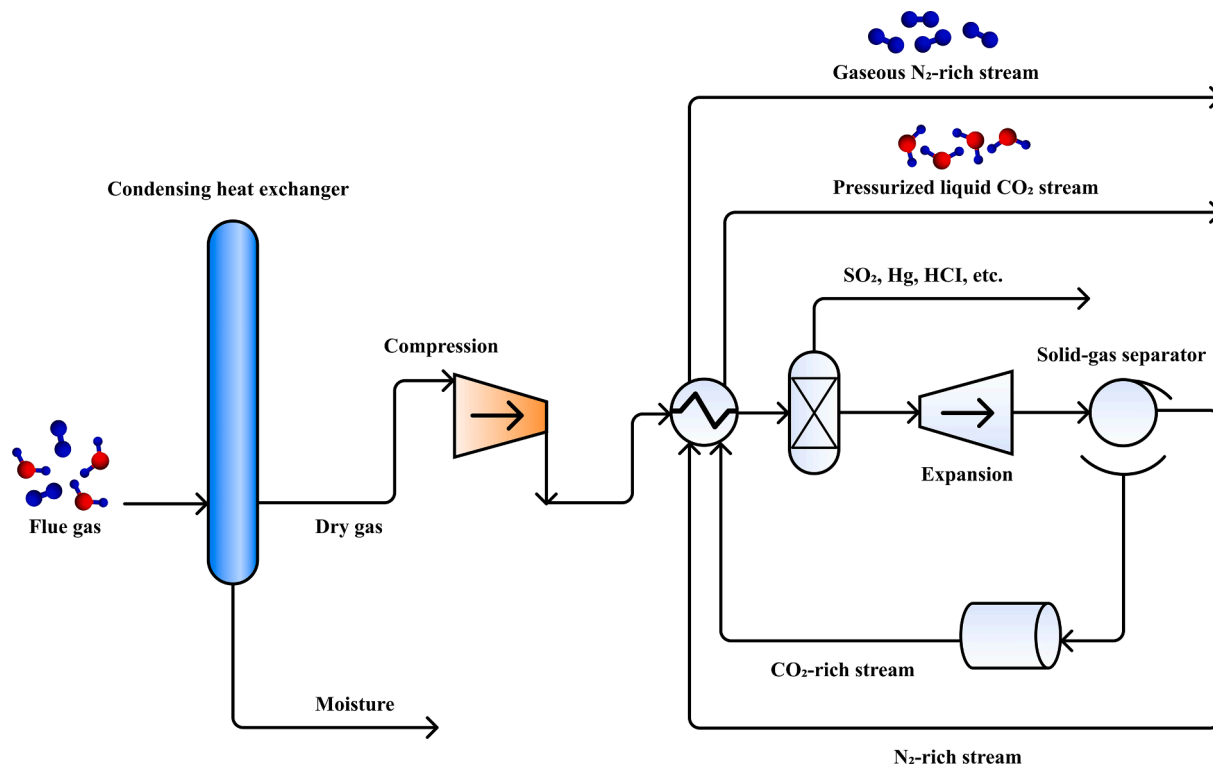 Gaseous N₂-rich stream
Pressurized liquid CO₂ stream
Condensing heat exchanger
SO₂, Hg, HCI, etc.
Compression
Solid-gas separator
Expansion
Flue gas
Dry gas
CO₂-rich stream
Moisture
N₂-rich stream